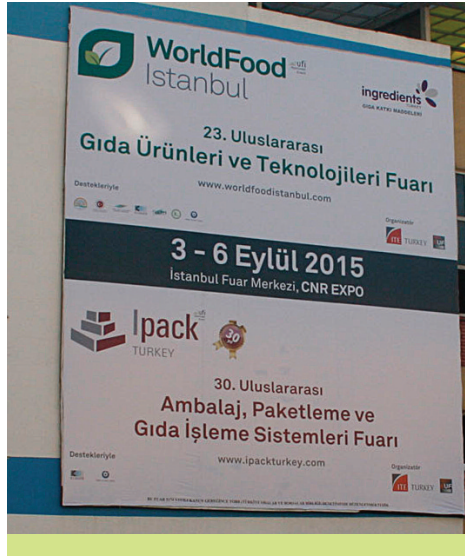 WorldFood
ufi
Istanbul
ingredients
TURKEY
GIDA KATKI MADDELERİ
23. Uluslararası
Gıda Ürünleri ve Teknolojileri Fuarı
www.worldfoodistanbul.com
Destekleriyle
Organizatör
ITE TURKEY
3 - 6 Eylül 2015
İstanbul Fuar Merkezi, CNR EXPO
Ipack
TURKEY
30
30. Uluslararası
Ambalaj, Paketleme ve
Gıda İşleme Sistemleri Fuarı
www.ipackturkey.com
Destekleriyle
Organizatör
ITE TURKEY